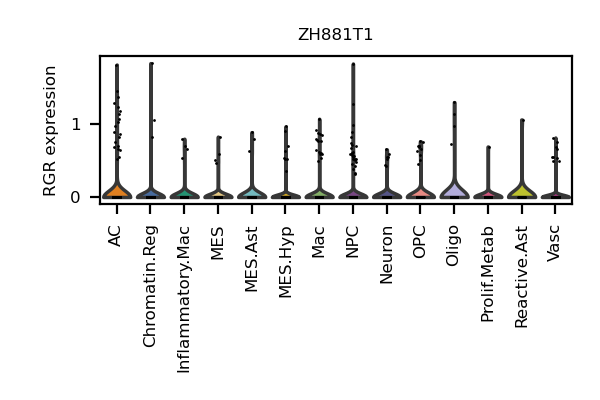 ZH881T1
RGR expression
1
0
AC
Chromatin.Reg
Inflammatory.Mac
MES
MES.Ast
MES.Hyp
Mac
NPC
Neuron
OPC
Oligo
Prolif.Metab
Reactive.Ast
Vasc